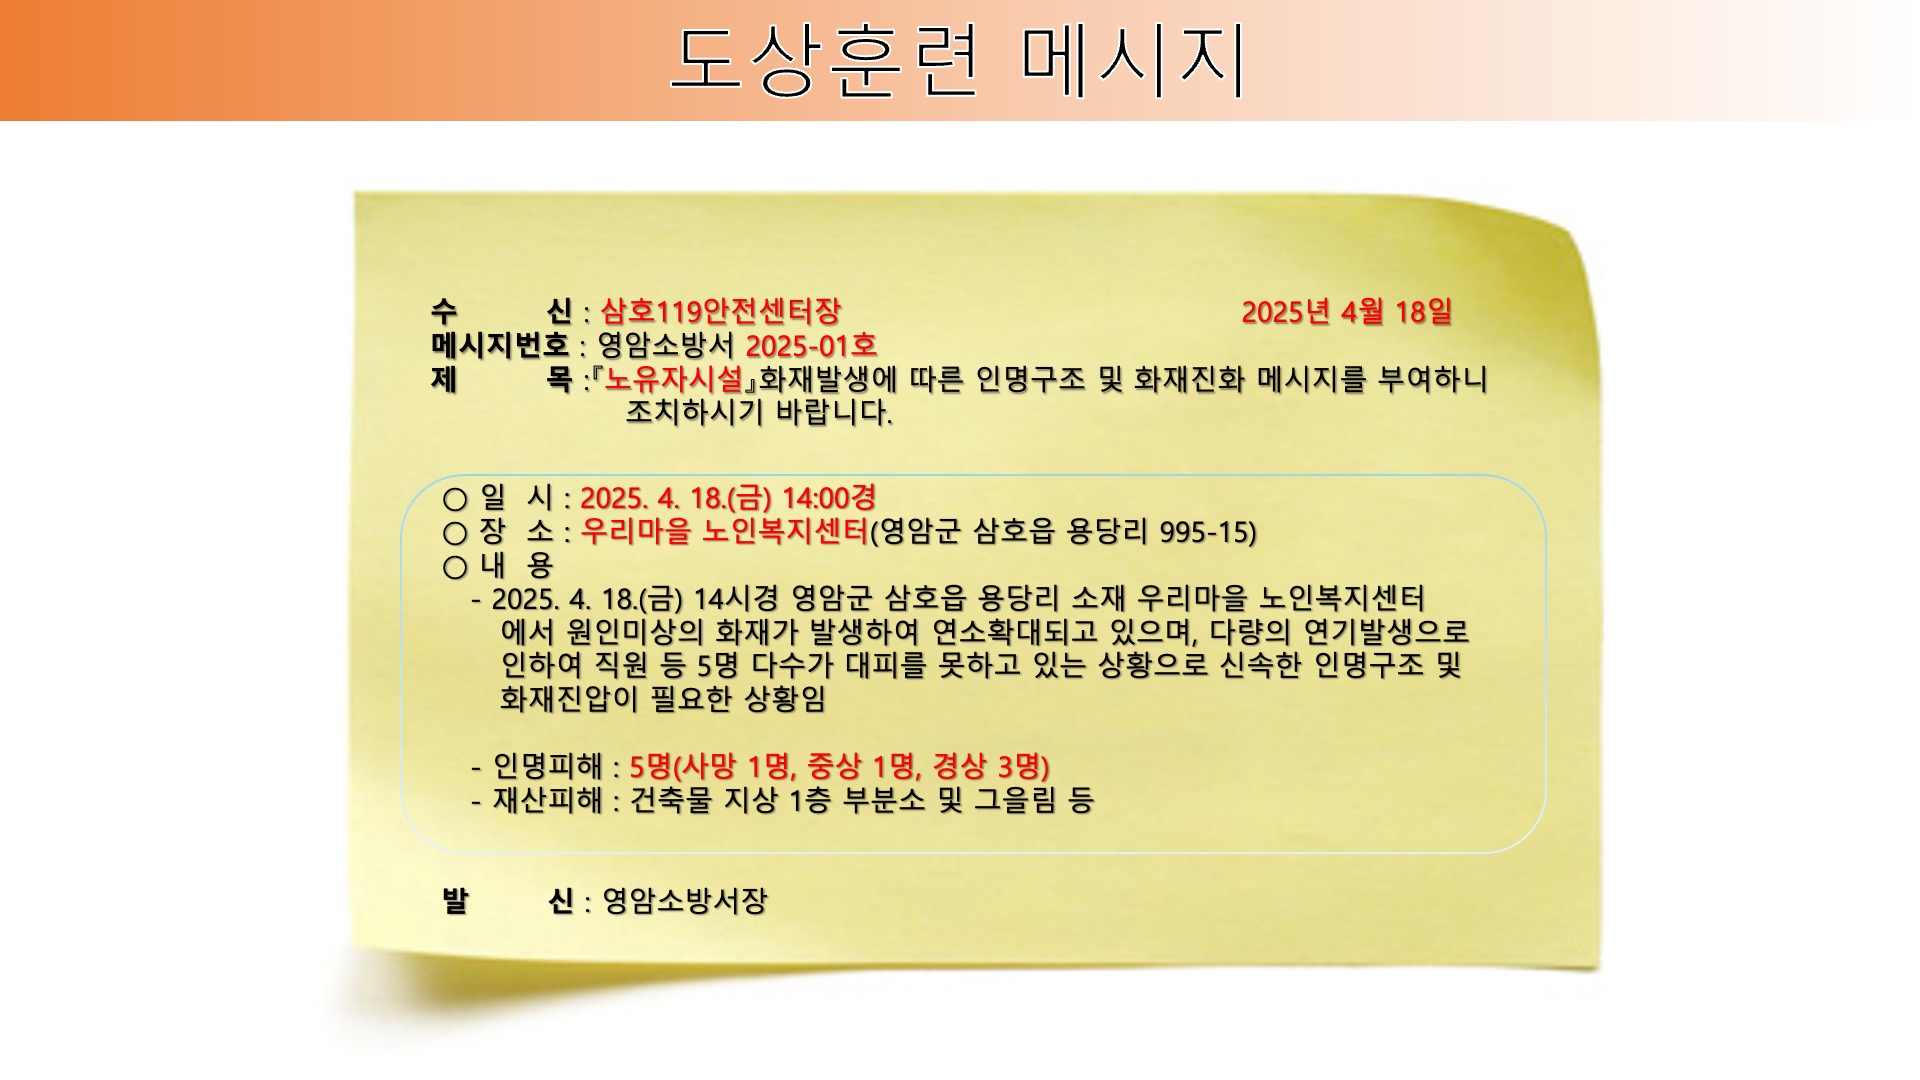 도상훈련 메시지
수 신 : 삼호119안전센터장 2025년 4월 18일
메시지번호 : 영암소방서 2025-01호
제 목 :『노유자시설』화재발생에 따른 인명구조 및 화재진화 메시지를 부여하니
조치하시기 바랍니다.
○ 일 시 : 2025. 4. 18.(금) 14:00경
○ 장 소 : 우리마을 노인복지센터(영암군 삼호읍 용당리 995-15)
○ 내 용
- 2025. 4. 18.(금) 14시경 영암군 삼호읍 용당리 소재 우리마을 노인복지센터
에서 원인미상의 화재가 발생하여 연소확대되고 있으며, 다량의 연기발생으로
인하여 직원 등 5명 다수가 대피를 못하고 있는 상황으로 신속한 인명구조 및
화재진압이 필요한 상황임
- 인명피해 : 5명(사망 1명, 중상 1명, 경상 3명)
- 재산피해 : 건축물 지상 1층 부분소 및 그을림 등
발 신 : 영암소방서장